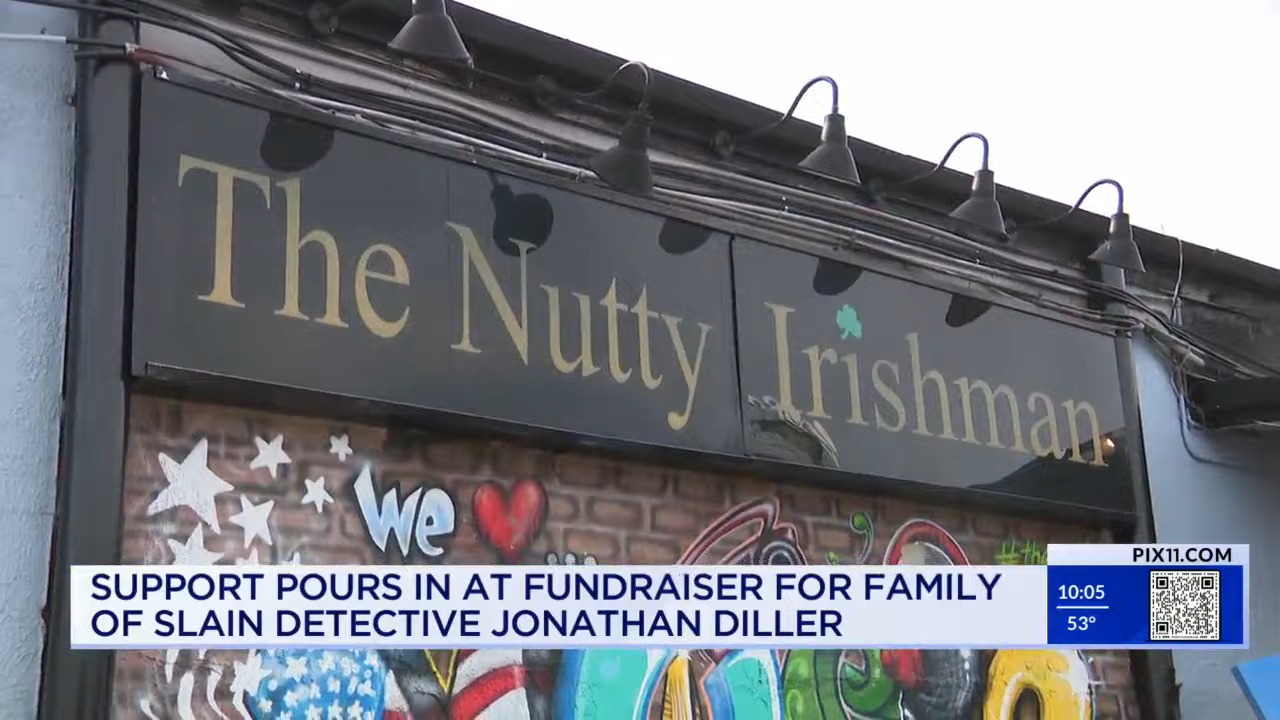 The Nutty Irishman
We
PIX11.COM
SUPPORT POURS IN AT FUNDRAISER FOR FAMILY
OF SLAIN DETECTIVE JONATHAN DILLER
10:05
53°